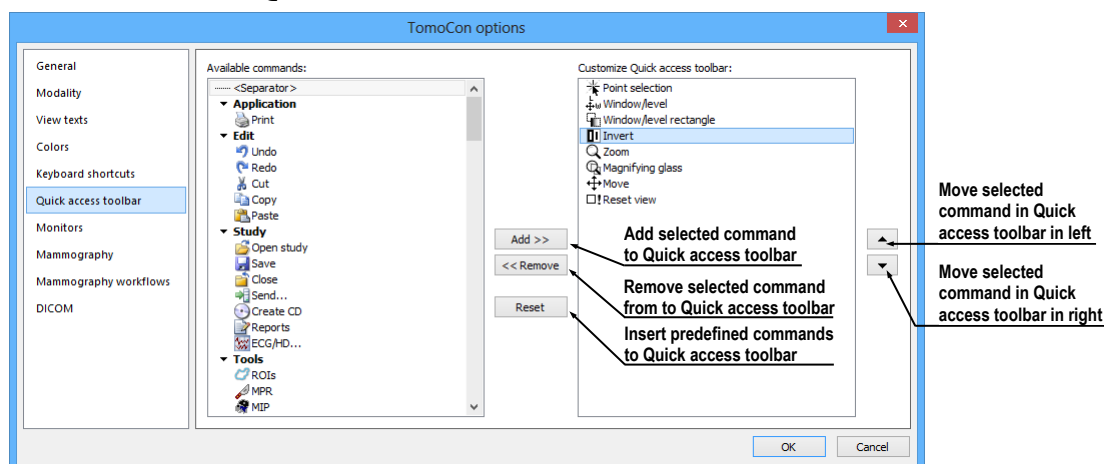 TomoCon options
General
Modality
View texts
Colors
Keyboard shortcuts
Quick access toolbar
Monitors
Mammography
Mammography workflows
DICOM
Available commands:
<Separator>
Application
Print
Edit
Undo
Redo
Cut
Copy
Paste
Study
Open study
Save
Close
Send...
Create CD
Reports
ECG/HD...
Tools
ROIs
MPR
MIP
Add >>
<< Remove
Reset
Customize Quick access toolbar:
Point selection
Window/level
Window/level rectangle
Invert
Zoom
Magnifying glass
Move
Reset view
Add selected command
to Quick access toolbar
Remove selected command
from to Quick access toolbar
Insert predefined commands
to Quick access toolbar
Move selected
command in Quick
access toolbar in left
Move selected
command in Quick
access toolbar in right
OK
Cancel